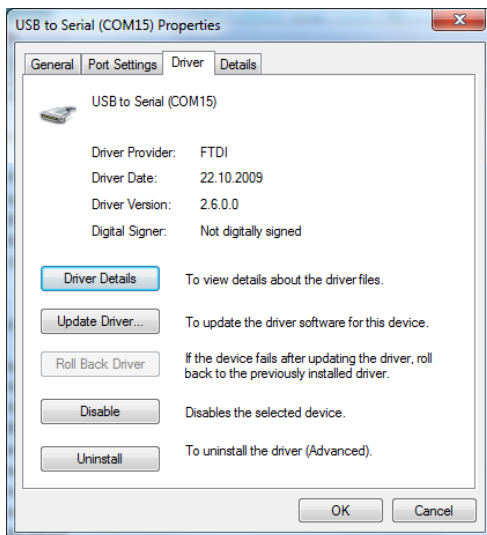 USB to Serial (COM15) Properties
General Port Settings Driver Details
USB to Serial (COM15)
Driver Provider: FTDI
Driver Date: 22.10.2009
Driver Version: 2.6.0.0
Digital Signer: Not digitally signed
Driver Details To view details about the driver files.
Update Driver... To update the driver software for this device.
Roll Back Driver If the device fails after updating the driver, roll
back to the previously installed driver.
Disable Disables the selected device.
Uninstall To uninstall the driver (Advanced).
OK Cancel